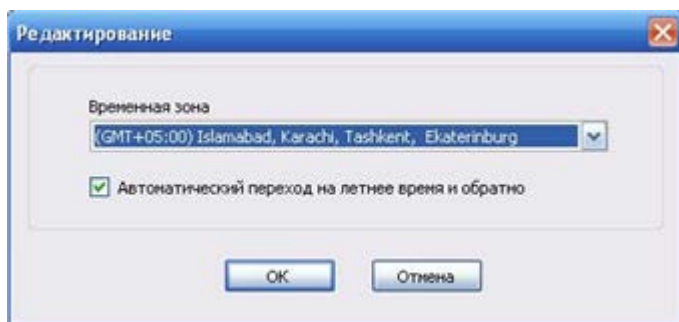 Редактирование
Временная зона
(GMT+05:00) Islamabad, Karachi, Tashkent, Ekaterinburg
Автоматический переход на летнее время и обратно
OK
Отмена